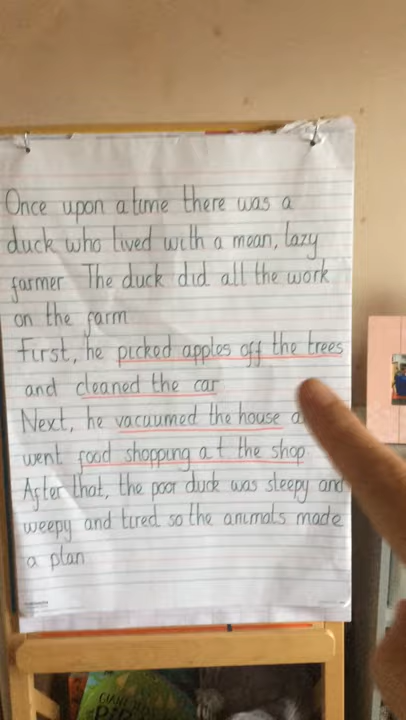 Once upon a time there was a
duck who lived with a mean, lazy
farmer The duck did all the work
on the farm
First, he picked apples off the trees
and cleaned the car
Next, he vacuumed the house a
went food shopping at the shop
After that, the poor duck was sleepy and
weepy and tired so the animals made
a plan